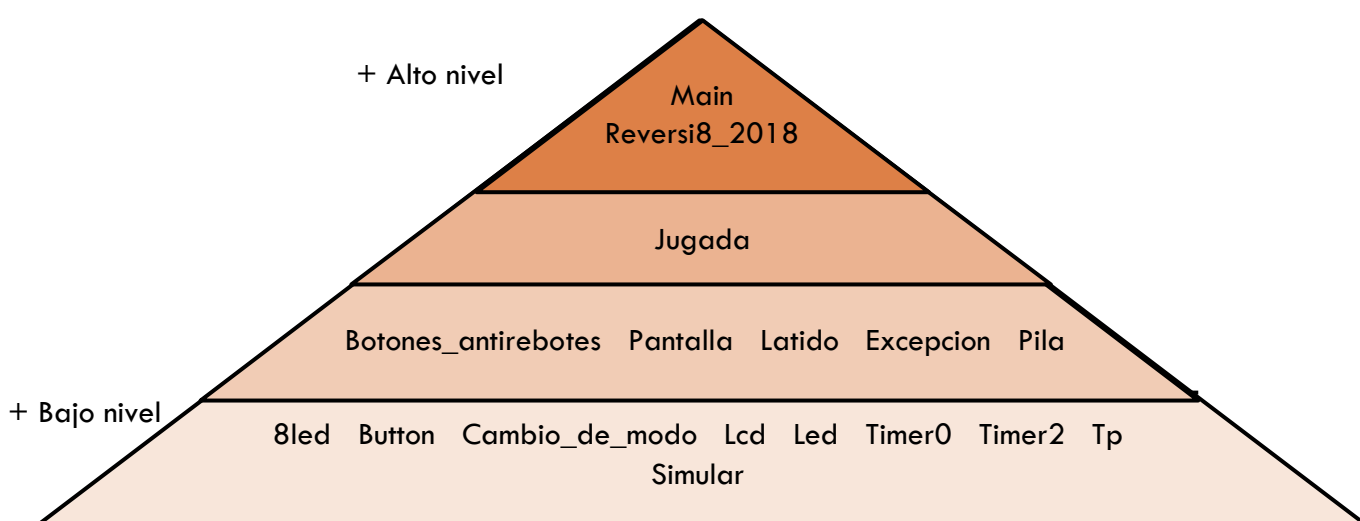 + Alto nivel
Main
Reversi8_2018
Jugada
Botones_antirebotes Pantalla Latido Excepcion Pila
+ Bajo nivel
8led Button Cambio_de_modo Lcd Led Timer0 Timer2 Tp
Simular